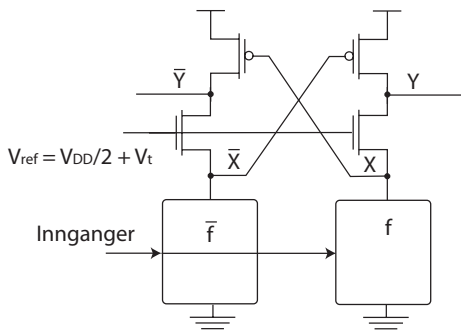 Y̅ Y
V_ref = V_DD/2 + V_t X̅ X
f̅ f
Innganger